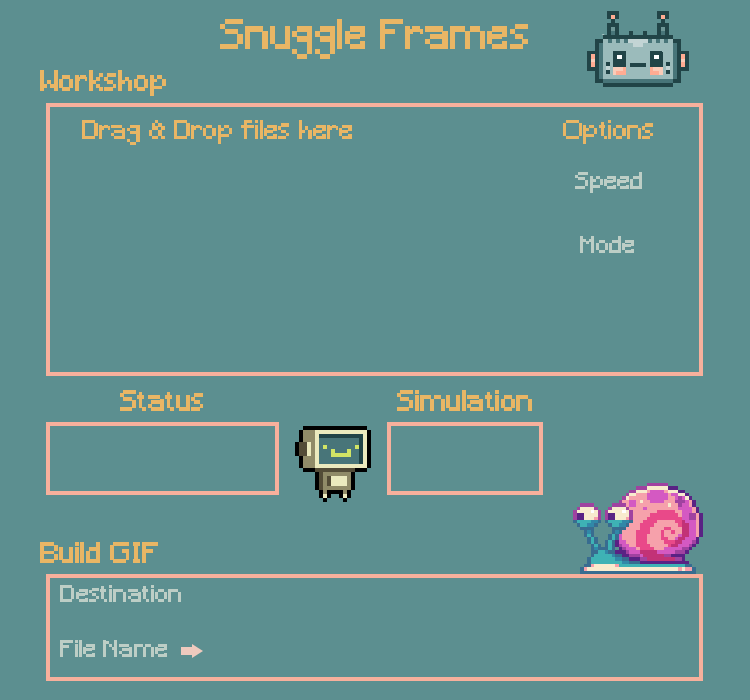 Snuggle Frames
Workshop
Drag & Drop files here
Options
Speed
Mode
Status
Simulation
Build GIF
Destination
File Name